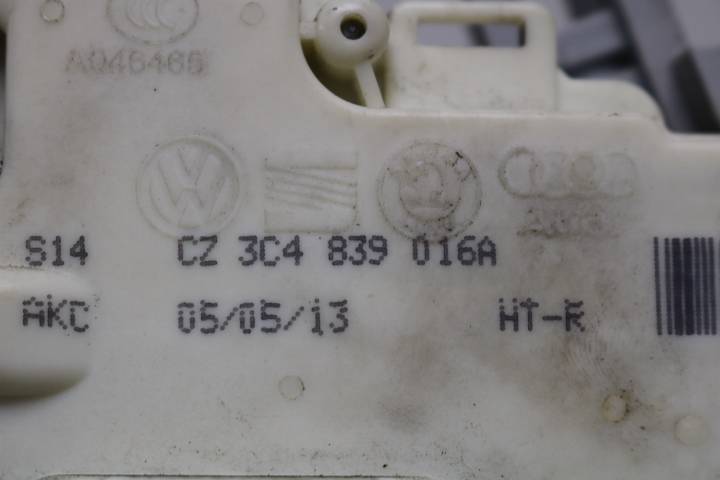 A046465
S14 CZ 3C4 839 016A
AKC 05/05/13 HT-R